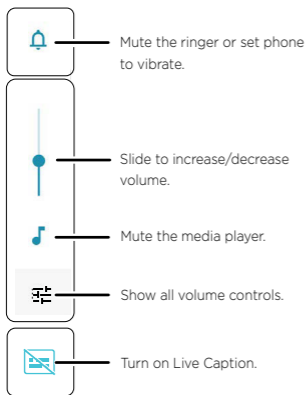 Mute the ringer or set phone
to vibrate.
Slide to increase/decrease
volume.
Mute the media player.
Show all volume controls.
Turn on Live Caption.